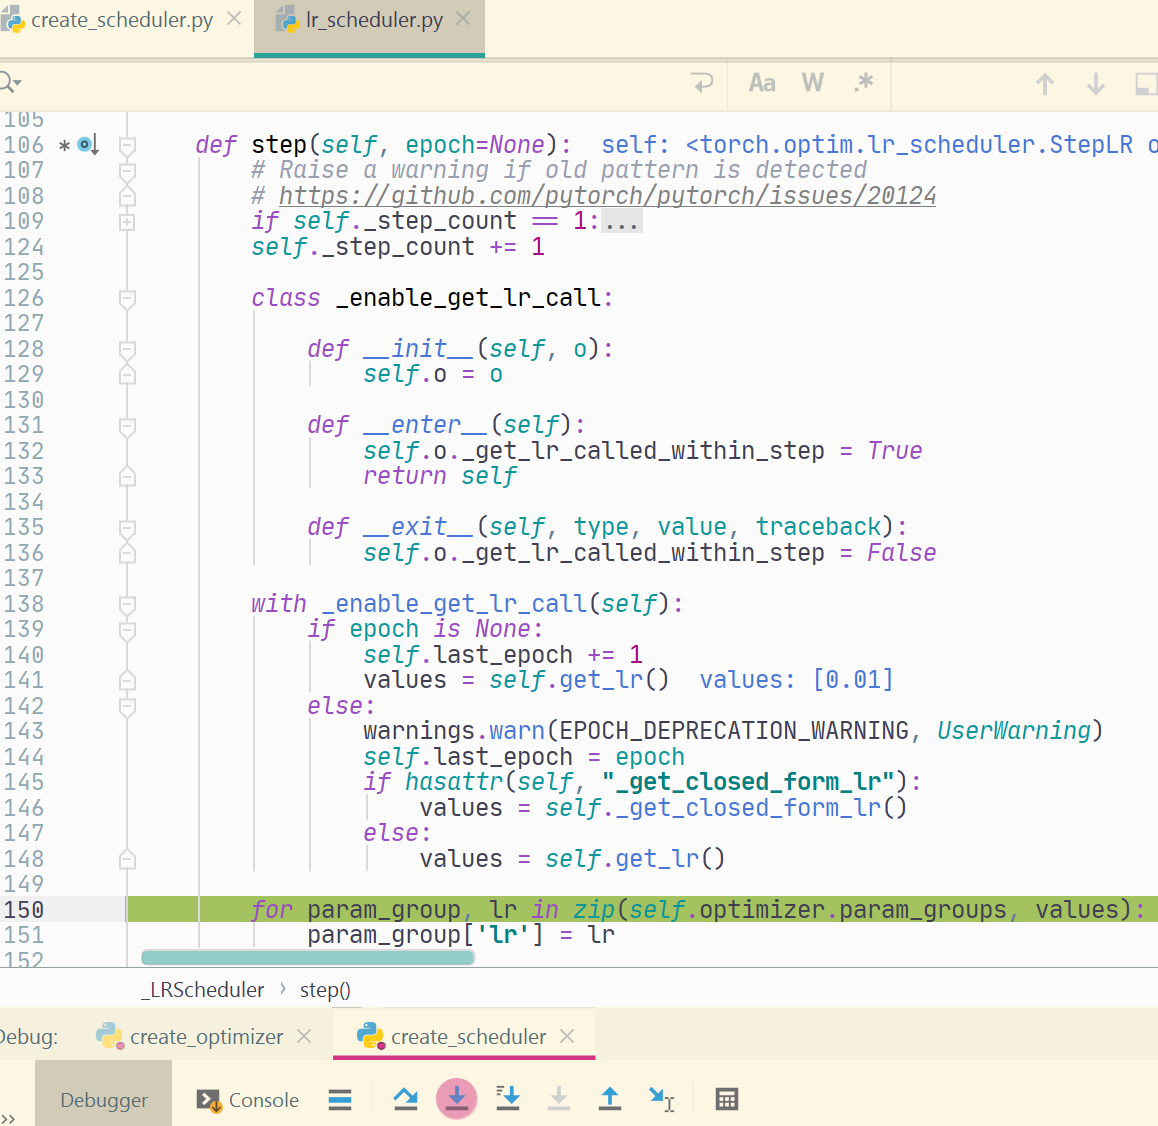 create_scheduler.py
lr_scheduler.py
Aa W .*
105
106 def step(self, epoch=None): self: <torch.optim.lr_scheduler.StepLR o
107 # Raise a warning if old pattern is detected
108 # https://github.com/pytorch/pytorch/issues/20124
109 if self._step_count == 1:...
124 self._step_count += 1
125
126 class _enable_get_lr_call:
127
128 def __init__(self, o):
129 self.o = o
130
131 def __enter__(self):
132 self.o._get_lr_called_within_step = True
133 return self
134
135 def __exit__(self, type, value, traceback):
136 self.o._get_lr_called_within_step = False
137
138 with _enable_get_lr_call(self):
139 if epoch is None:
140 self.last_epoch += 1
141 values = self.get_lr() values: [0.01]
142 else:
143 warnings.warn(EPOCH_DEPRECATION_WARNING, UserWarning)
144 self.last_epoch = epoch
145 if hasattr(self, "_get_closed_form_lr"):
146 values = self._get_closed_form_lr()
147 else:
148 values = self.get_lr()
149
150 for param_group, lr in zip(self.optimizer.param_groups, values):
151 param_group['lr'] = lr
152
_LRScheduler › step()
Debug: create_optimizer create_scheduler
Debugger Console